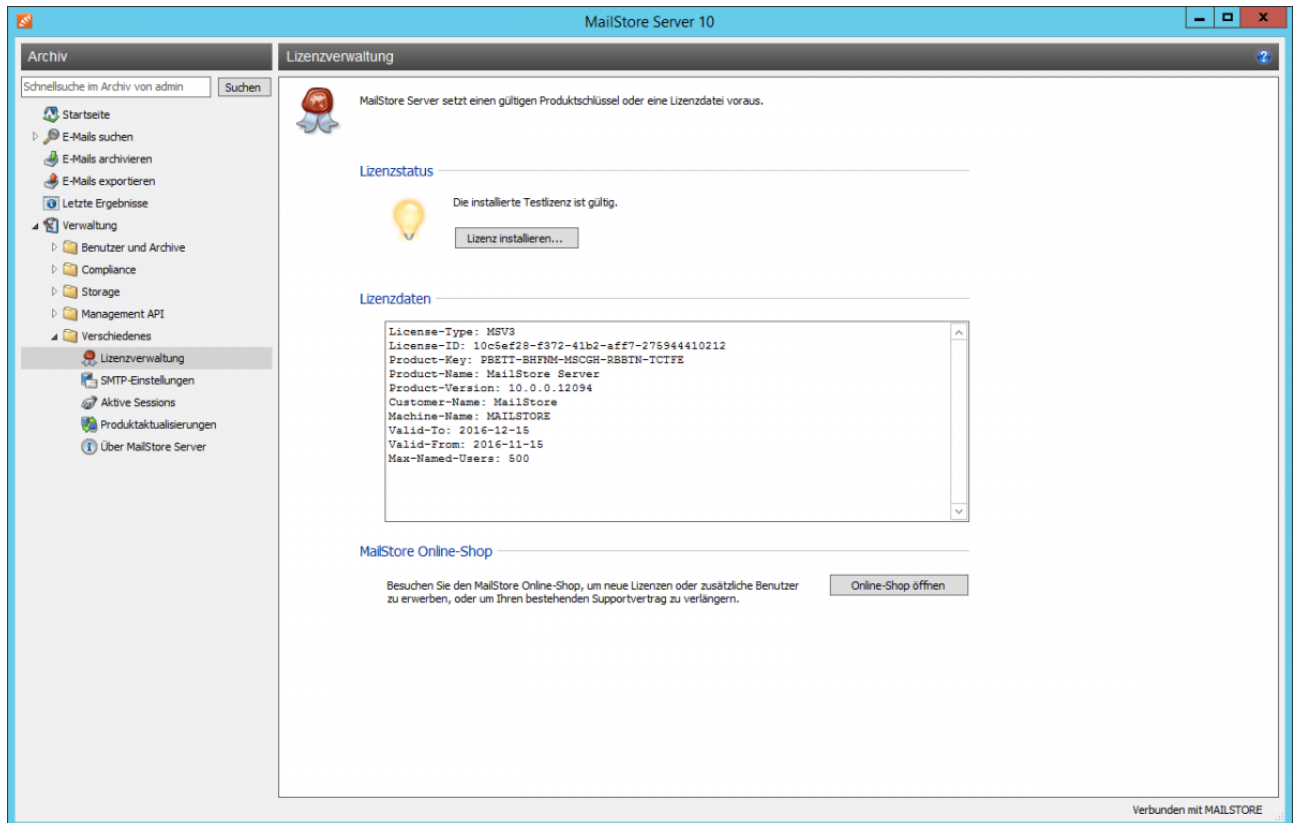 MailStore Server 10
Archiv
Schnellsuche im Archiv von admin
Suchen
Startseite
E-Mails suchen
E-Mails archivieren
E-Mails exportieren
Letzte Ergebnisse
Verwaltung
Benutzer und Archive
Compliance
Storage
Management API
Verschiedenes
Lizenzverwaltung
SMTP-Einstellungen
Aktive Sessions
Produktaktualisierungen
Über MailStore Server
Lizenzverwaltung
MailStore Server setzt einen gültigen Produktschlüssel oder eine Lizenzdatei voraus.
Lizenzstatus
Die installierte Testlizenz ist gültig.
Lizenz installieren...
Lizenzdaten
License-Type: MSV3
License-ID: 10c5ef28-f372-41b2-aff7-275944410212
Product-Key: PBETT-BHFNM-MSCGH-RBBTN-TCTFE
Product-Name: MailStore Server
Product-Version: 10.0.0.12094
Customer-Name: MailStore
Machine-Name: MAILSTORE
Valid-To: 2016-12-15
Valid-From: 2016-11-15
Max-Named-Users: 500
MailStore Online-Shop
Besuchen Sie den MailStore Online-Shop, um neue Lizenzen oder zusätzliche Benutzer
zu erwerben, oder um Ihren bestehenden Supportvertrag zu verlängern.
Online-Shop öffnen
Verbunden mit MAILSTORE